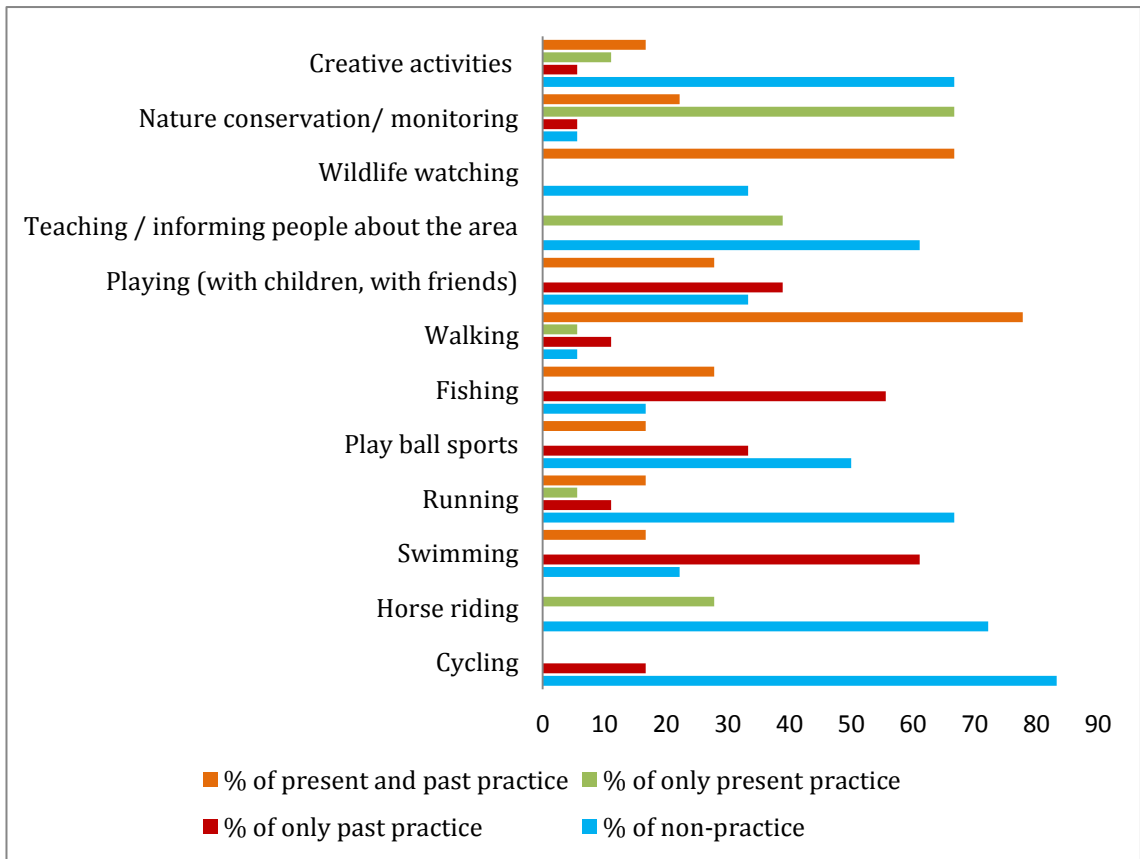 Creative activities
Nature conservation/ monitoring
Wildlife watching
Teaching / informing people about the area
Playing (with children, with friends)
Walking
Fishing
Play ball sports
Running
Swimming
Horse riding
Cycling
0 10 20 30 40 50 60 70 80 90
% of present and past practice % of only present practice
% of only past practice % of non-practice